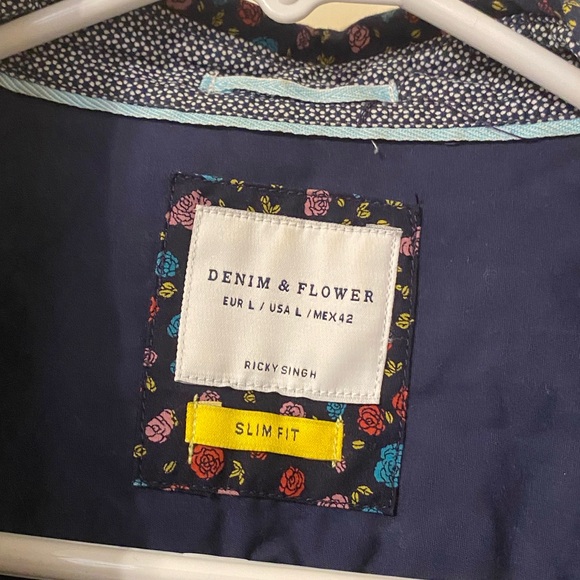 DENIM & FLOWER
EUR L / USA L / MEX 42
RICKY SINGH
SLIM FIT